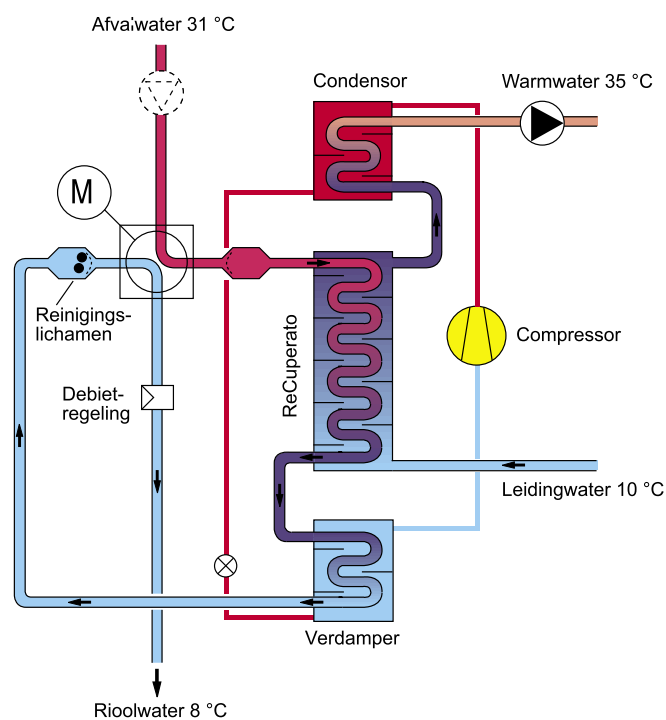 Afvalwater 31 °C
Condensor
Warmwater 35 °C
M
Reinigings-
lichamen
ReCuperato
Compressor
Debiet-
regeling
Leidingwater 10 °C
Verdamper
Rioolwater 8 °C